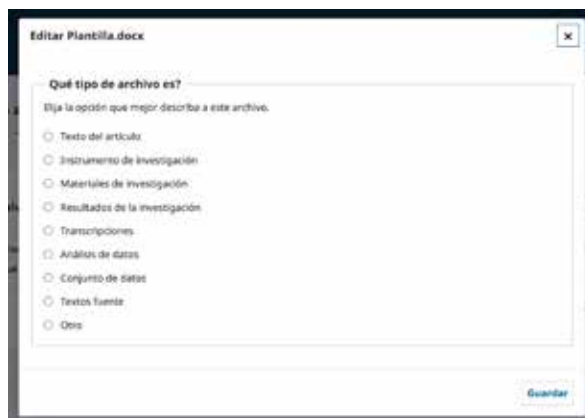 Editar Plantilla.docx
×
Qué tipo de archivo es?
Elija la opción que mejor describa a este archivo.
Texto del artículo
Instrumento de investigación
Materiales de investigación
Resultados de la investigación
Transcripciones
Análisis de datos
Conjunto de datos
Textos fuente
Otro
Guardar